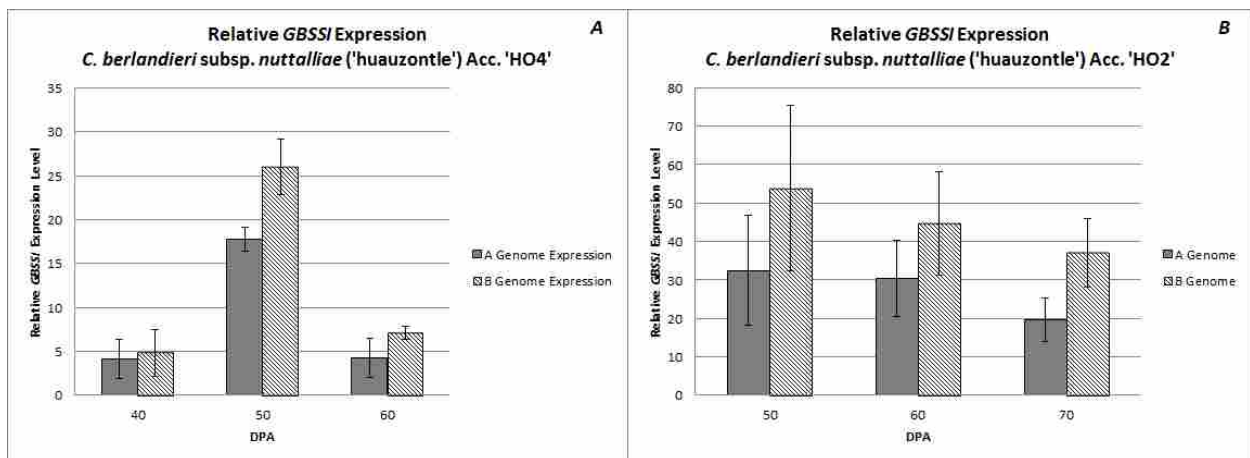 Relative GBSSI Expression
C. berlandieri subsp. nuttalliae ('huauzontle') Acc. 'HO4'
A
35
30
25
20
15
10
5
0
Relative GBSSI Expression Level
40
50
60
DPA
A Genome Expression
B Genome Expression
Relative GBSSI Expression
C. berlandieri subsp. nuttalliae ('huauzontle') Acc. 'HO2'
B
80
70
60
50
40
30
20
10
0
Relative GBSSI Expression Level
50
60
70
DPA
A Genome
B Genome